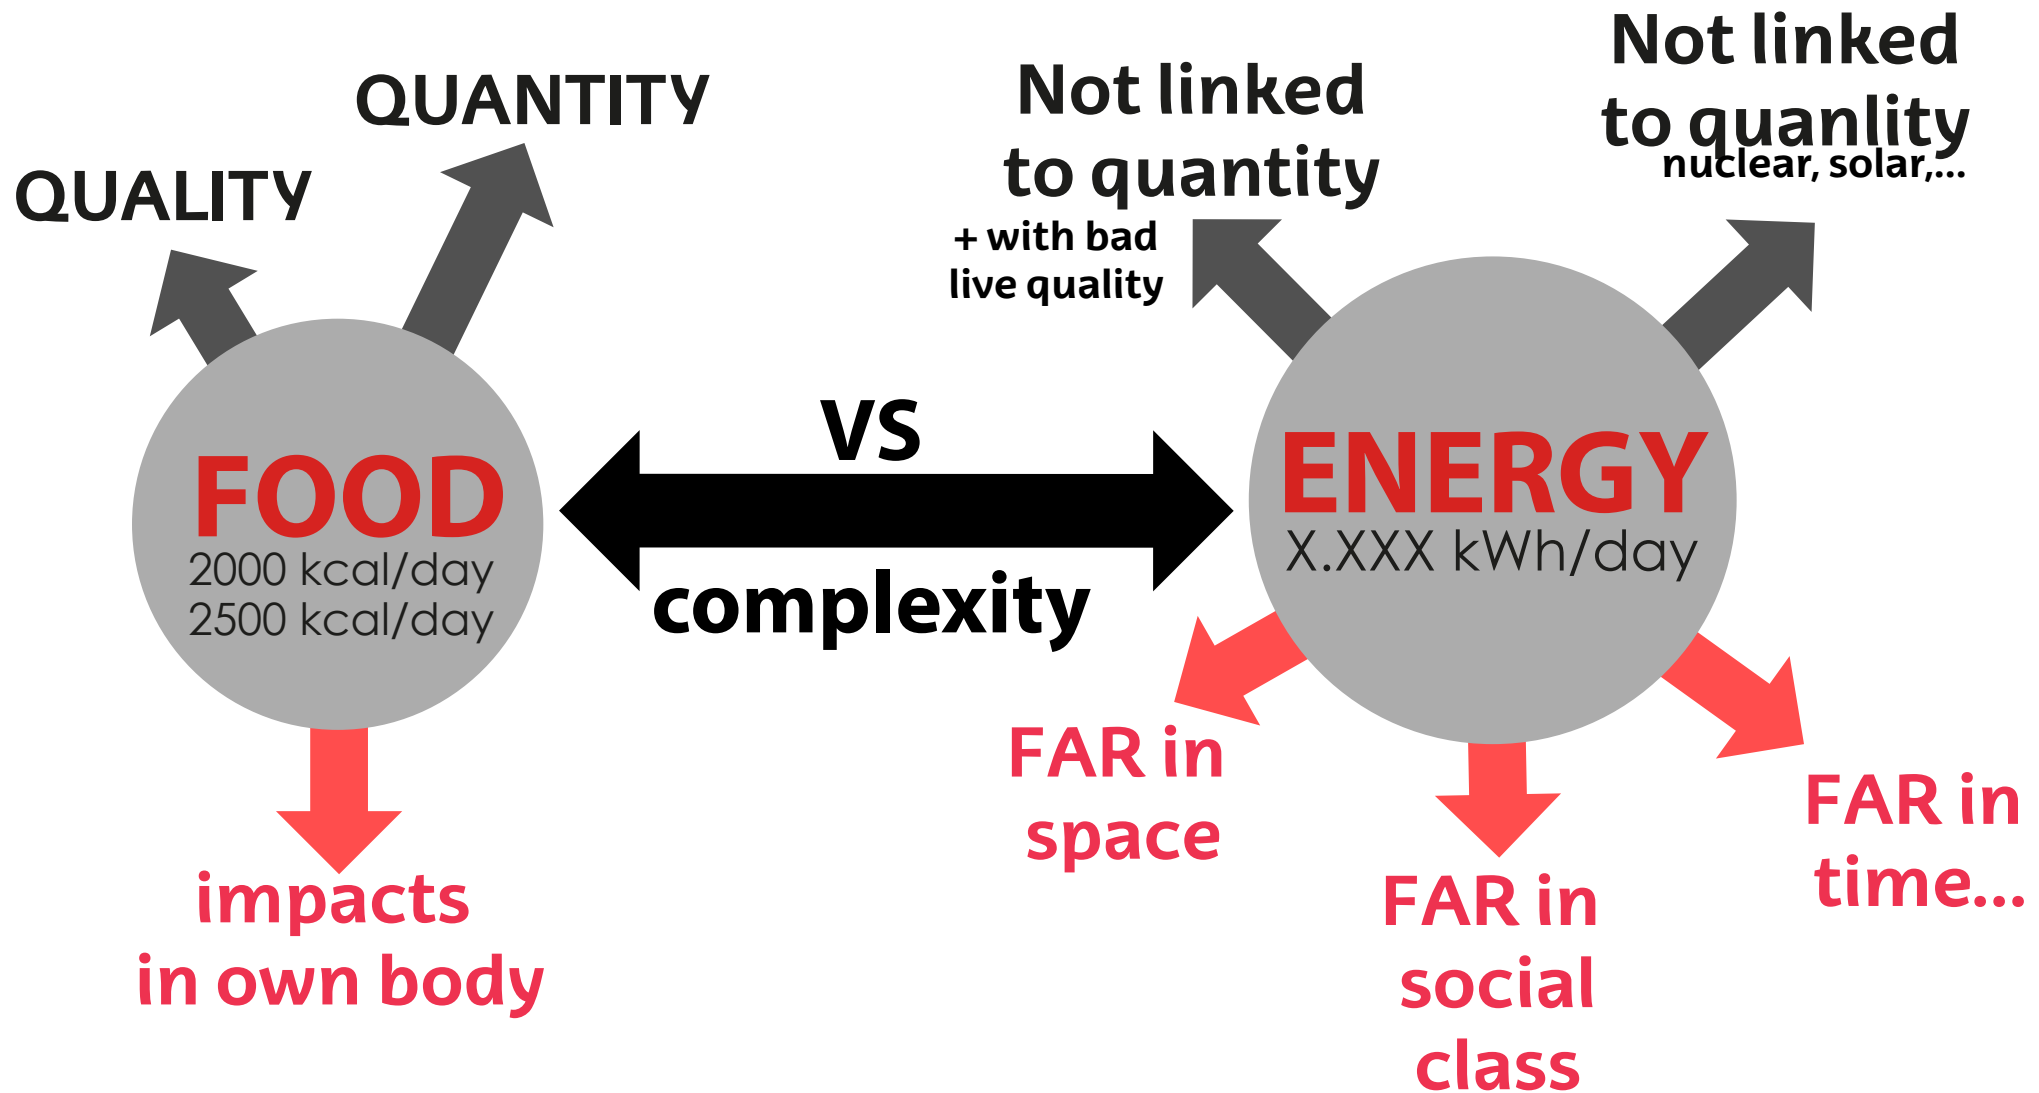 QUALITY
QUANTITY
FOOD
2000 kcal/day
2500 kcal/day
impacts
in own body
VS
complexity
Not linked
to quantity
+ with bad
live quality
Not linked
to quanlity
nuclear, solar,...
ENERGY
X.XXX kWh/day
FAR in
space
FAR in
social
class
FAR in
time...